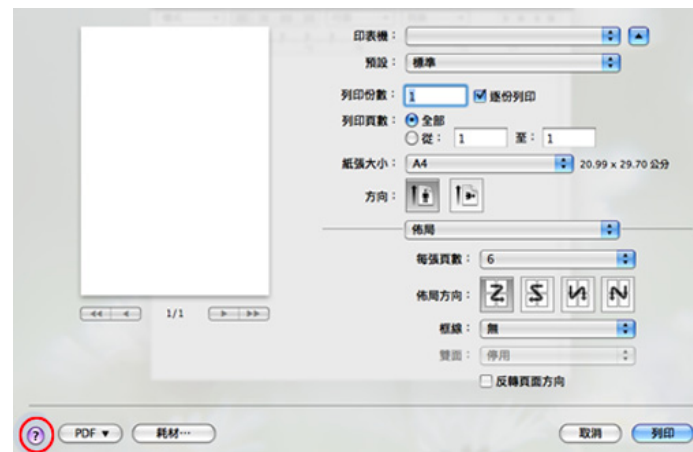 印表機：
預設： 標準
列印份數： 1 逐份列印
列印頁數： 全部
從： 1 至： 1
紙張大小： A4 20.99 x 29.70 公分
方向：
佈局
每張頁數： 6
佈局方向：
1/1
框線： 無
雙面： 停用
反轉頁面方向
? PDF ▼ 耗材⋯ 取消 列印